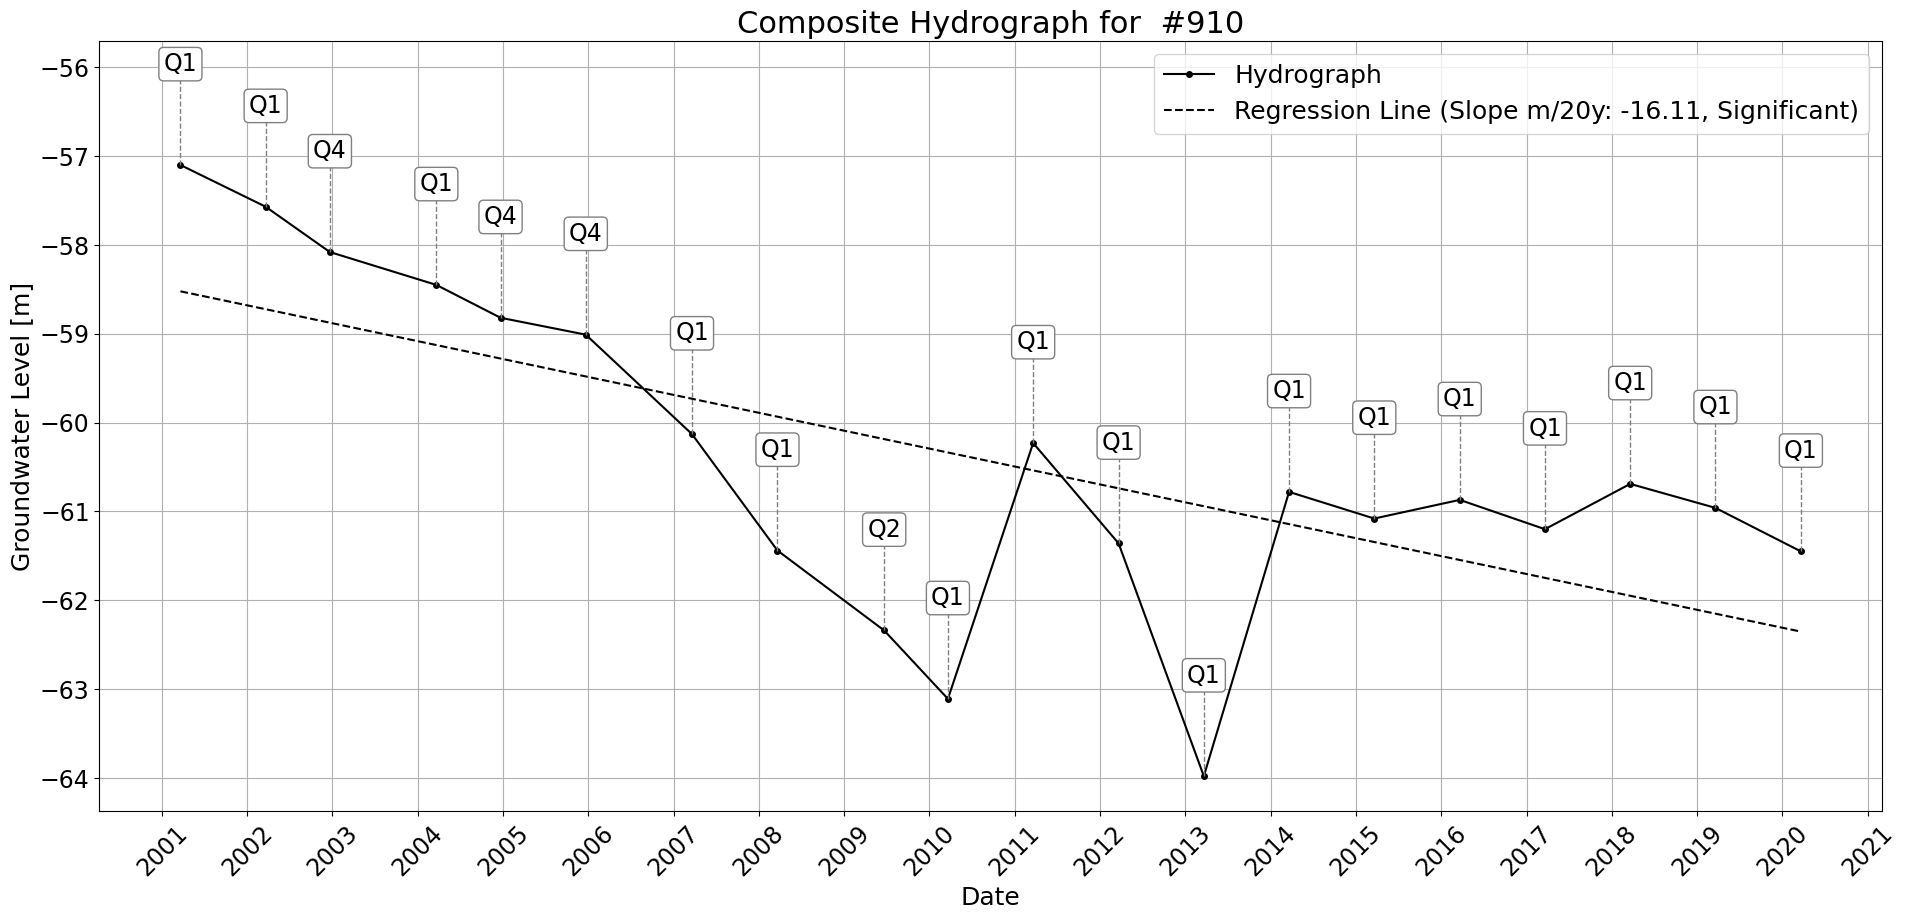 Composite Hydrograph for  #910
Hydrograph
Regression Line (Slope m/20y: -16.11, Significant)
Groundwater Level [m]
−56
−57
−58
−59
−60
−61
−62
−63
−64
Q1
Q1
Q4
Q1
Q4
Q4
Q1
Q1
Q2
Q1
Q1
Q1
Q1
Q1
Q1
Q1
Q1
Q1
Q1
Q1
2001
2002
2003
2004
2005
2006
2007
2008
2009
2010
2011
2012
2013
2014
2015
2016
2017
2018
2019
2020
2021
Date